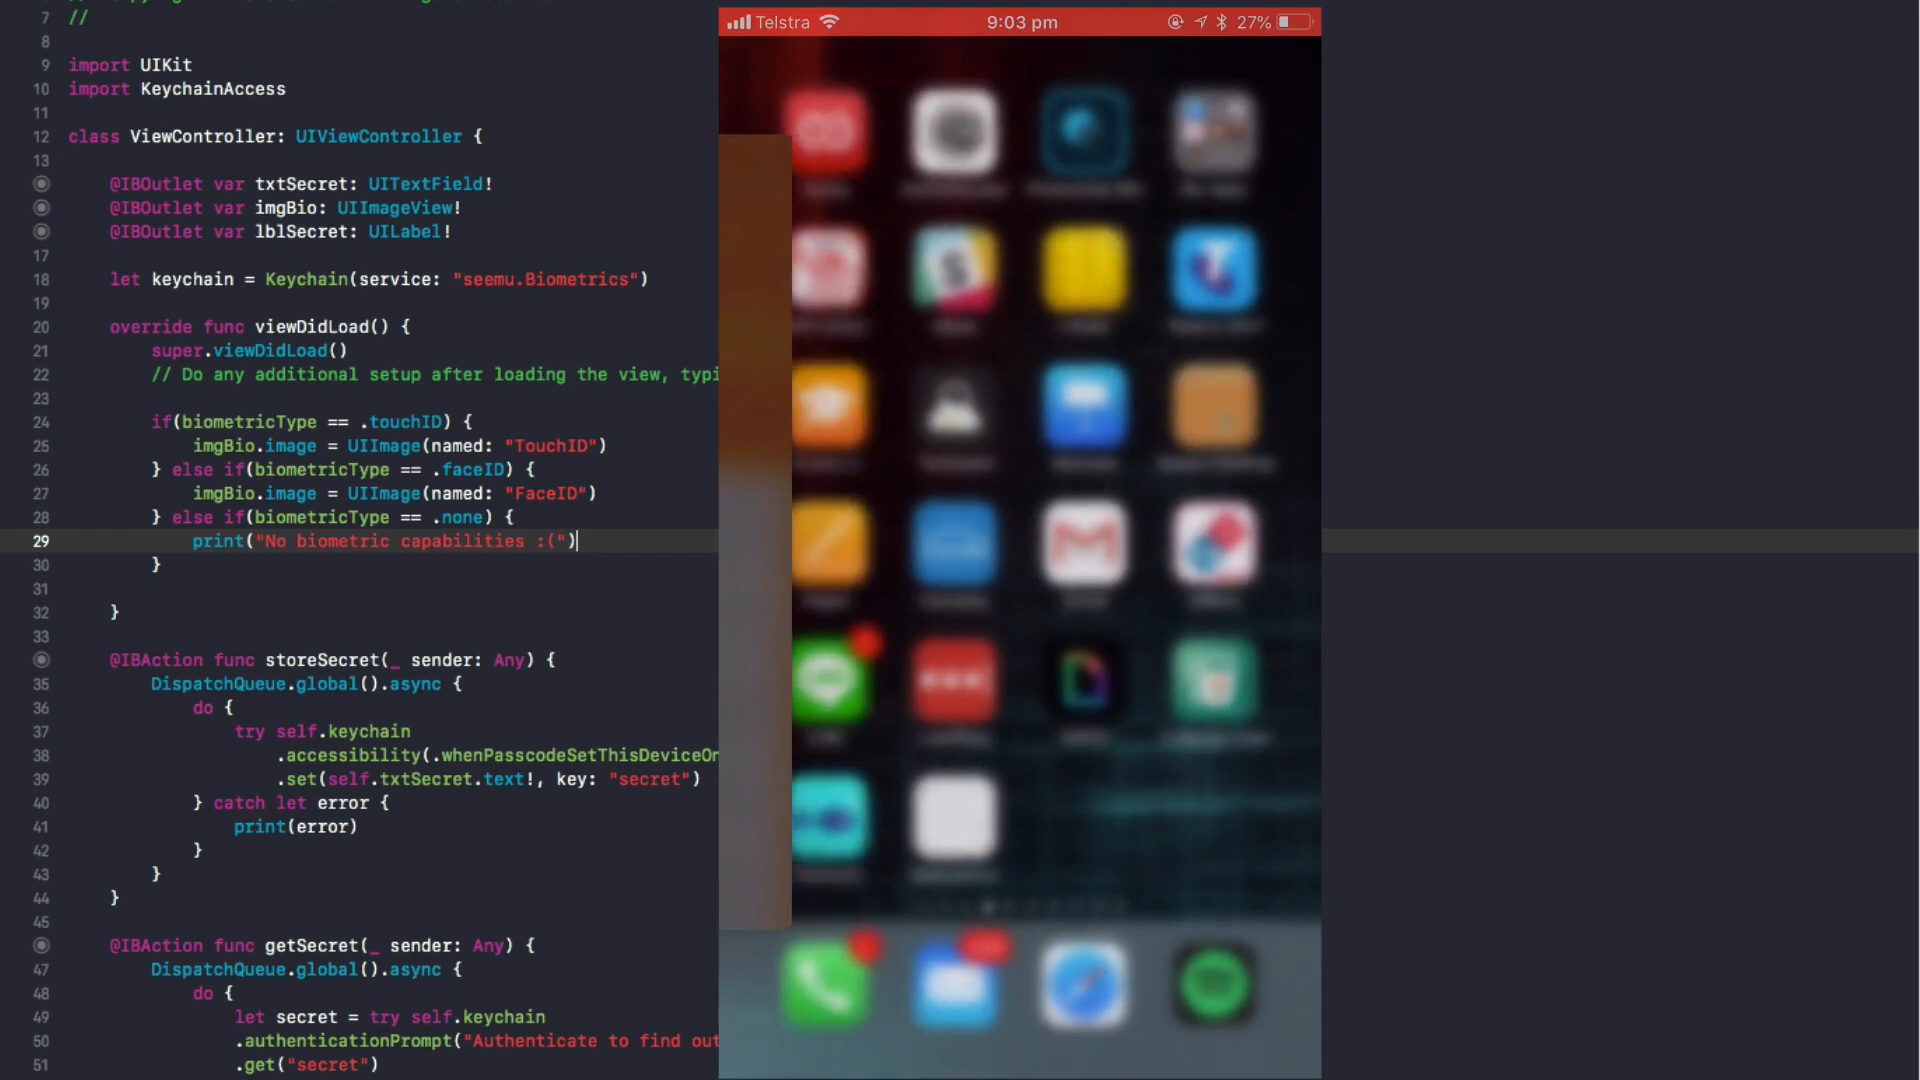 7 //
8
9 import UIKit
10 import KeychainAccess
11
12 class ViewController: UIViewController {
13
@IBOutlet var txtSecret: UITextField!
@IBOutlet var imgBio: UIImageView!
@IBOutlet var lblSecret: UILabel!
17
18 let keychain = Keychain(service: "seemu.Biometrics")
19
20 override func viewDidLoad() {
21 super.viewDidLoad()
22 // Do any additional setup after loading the view, typi
23
24 if(biometricType == .touchID) {
25 imgBio.image = UIImage(named: "TouchID")
26 } else if(biometricType == .faceID) {
27 imgBio.image = UIImage(named: "FaceID")
28 } else if(biometricType == .none) {
29 print("No biometric capabilities :(")
30 }
31
32 }
33
@IBAction func storeSecret(_ sender: Any) {
35 DispatchQueue.global().async {
36 do {
37 try self.keychain
38 .accessibility(.whenPasscodeSetThisDeviceOn
39 .set(self.txtSecret.text!, key: "secret")
40 } catch let error {
41 print(error)
42 }
43 }
44 }
45
@IBAction func getSecret(_ sender: Any) {
47 DispatchQueue.global().async {
48 do {
49 let secret = try self.keychain
50 .authenticationPrompt("Authenticate to find out
51 .get("secret")
Telstra 9:03 pm 27%